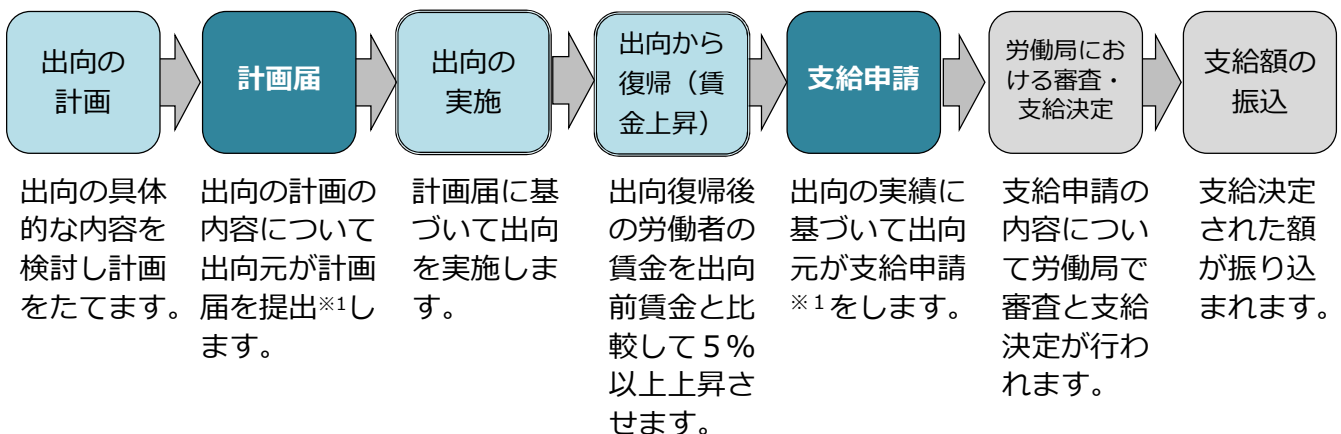 出向の
計画
計画届
出向の
実施
出向から
復帰（賃
金上昇）
支給申請
労働局にお
ける審査・
支給決定
支給額の
振込
出向の具体
的な内容を
検討し計画
をたてます。
出向の計画の
内容について
出向元が計画
届を提出※1し
ます。
計画届に基
づいて出向
を実施しま
す。
出向復帰後
の労働者の
賃金を出向
前賃金と比
較して５%
以上上昇さ
せます。
出向の実績に
基づいて出向
元が支給申請
※１をします。
支給申請の
内容につい
て労働局で
審査と支給
決定が行わ
れます。
支給決定
された額
が振り込
まれます。